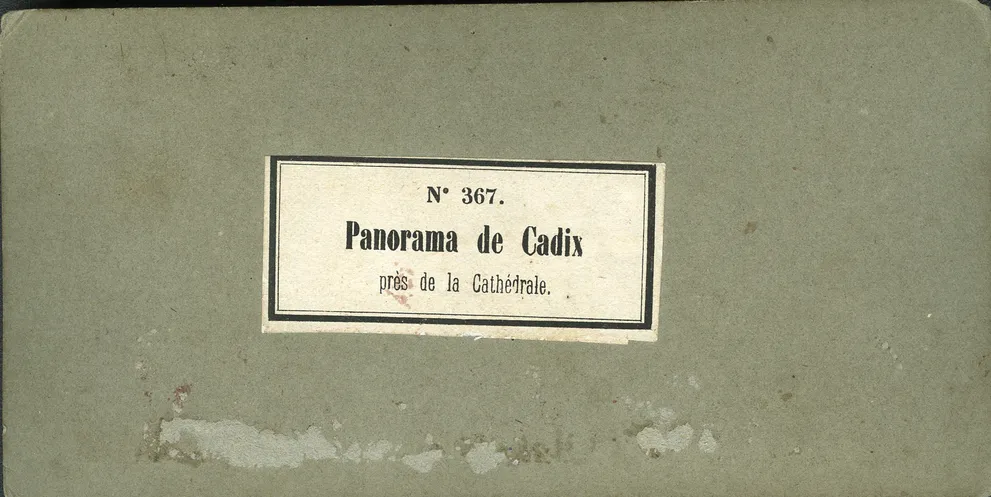 N° 367.
Panorama de Cadix
près de la Cathédrale.